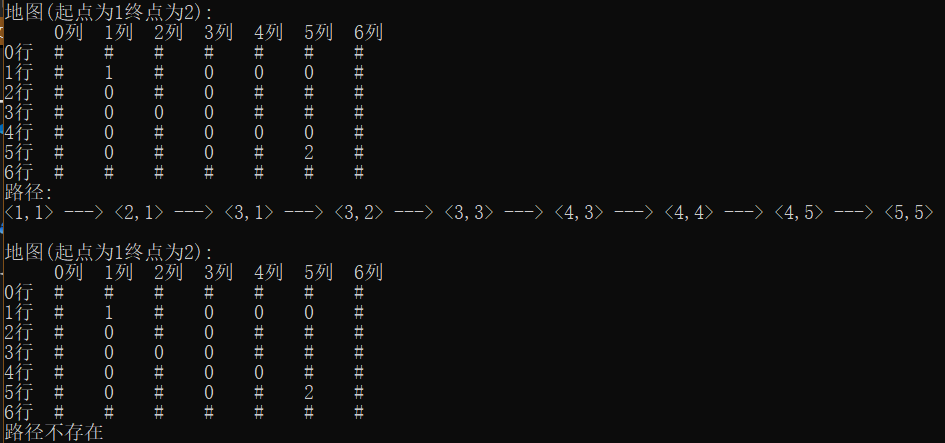 地图(起点为1终点为2):
0列 1列 2列 3列 4列 5列 6列
0行 # # # # # # #
1行 # 1 # 0 0 0 #
2行 # 0 # 0 # # #
3行 # 0 0 0 # # #
4行 # 0 # 0 0 0 #
5行 # 0 # 0 # 2 #
6行 # # # # # # #
路径:
<1,1> ---> <2,1> ---> <3,1> ---> <3,2> ---> <3,3> ---> <4,3> ---> <4,4> ---> <4,5> ---> <5,5>
地图(起点为1终点为2):
0列 1列 2列 3列 4列 5列 6列
0行 # # # # # # #
1行 # 1 # 0 0 0 #
2行 # 0 # 0 # # #
3行 # 0 0 0 # # #
4行 # 0 # 0 0 # #
5行 # 0 # 0 # 2 #
6行 # # # # # # #
路径不存在